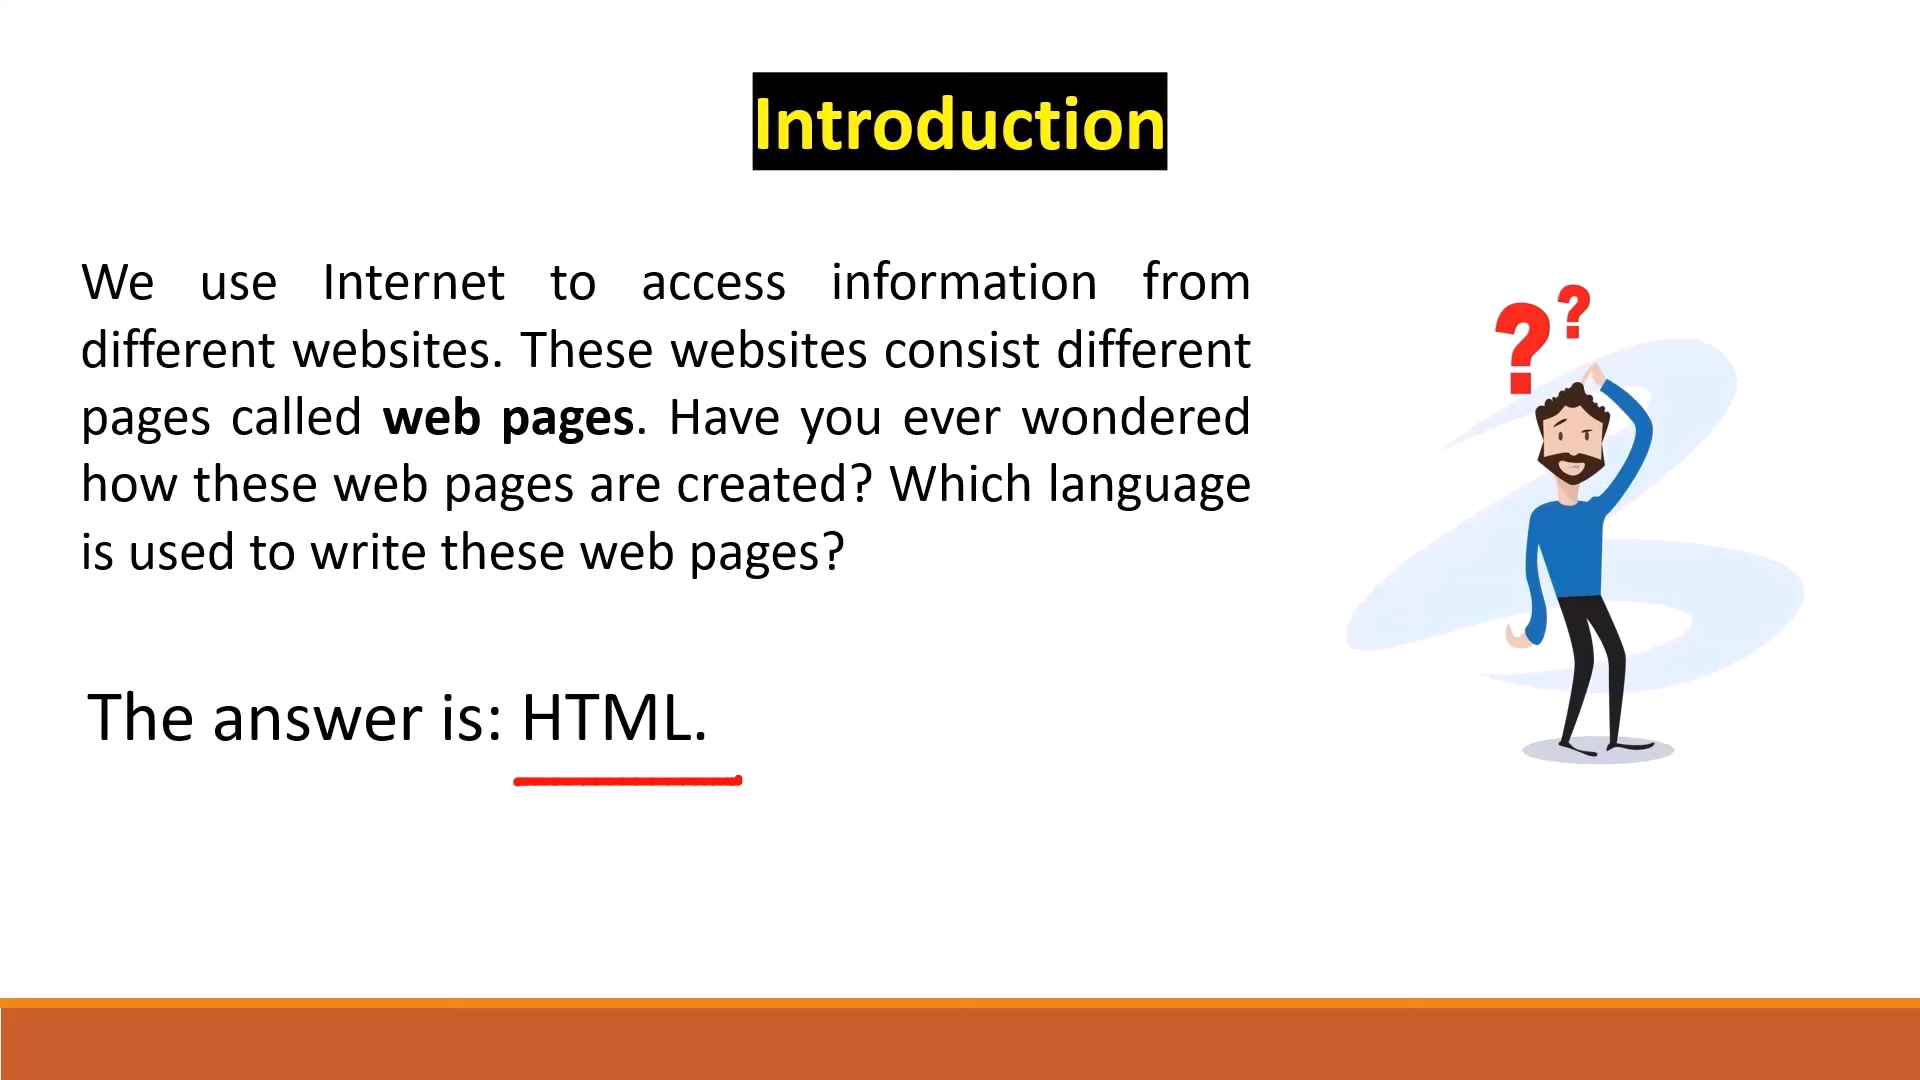 Introduction
We use Internet to access information from
different websites. These websites consist different
pages called web pages. Have you ever wondered
how these web pages are created? Which language
is used to write these web pages?
The answer is: HTML.
??